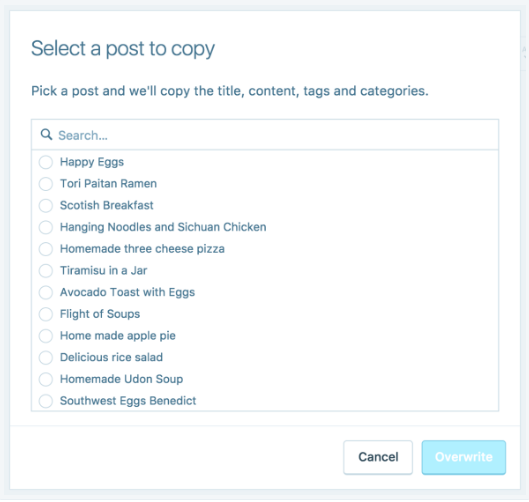 Select a post to copy
Pick a post and we'll copy the title, content, tags and categories.
Search...
Happy Eggs
Tori Paitan Ramen
Scotish Breakfast
Hanging Noodles and Sichuan Chicken
Homemade three cheese pizza
Tiramisu in a Jar
Avocado Toast with Eggs
Flight of Soups
Home made apple pie
Delicious rice salad
Homemade Udon Soup
Southwest Eggs Benedict
Cancel
Overwrite